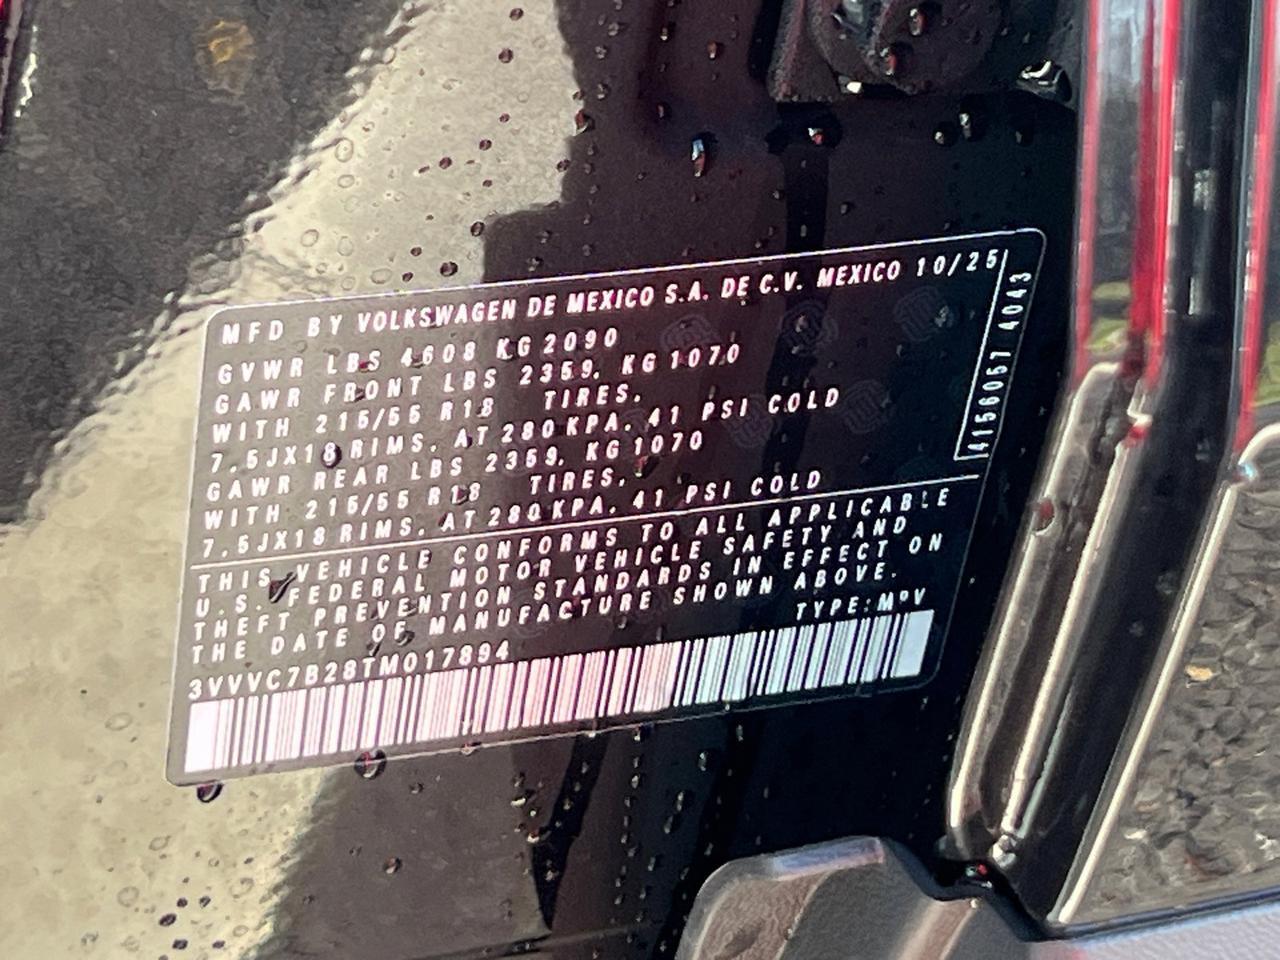 MFD BY VOLKSWAGEN DE MEXICO S.A. DE C.V. MEXICO 10/25
GVWR LBS 4608 KG 2090
GAWR FRONT LBS 2359. KG 1070
WITH 215/55 R18 TIRES.
7.5JX18 RIMS. AT 280 KPA. 41 PSI COLD
GAWR REAR LBS 2359. KG 1070
WITH 215/55 R18 TIRES.
7.5JX18 RIMS. AT 280 KPA. 41 PSI COLD
THIS VEHICLE CONFORMS TO ALL APPLICABLE
U.S. FEDERAL MOTOR VEHICLE SAFETY AND
THEFT PREVENTION STANDARDS IN EFFECT ON
THE DATE OF MANUFACTURE SHOWN ABOVE.
3VVVC7B28TM017894 TYPE:MPV
4156057 4043